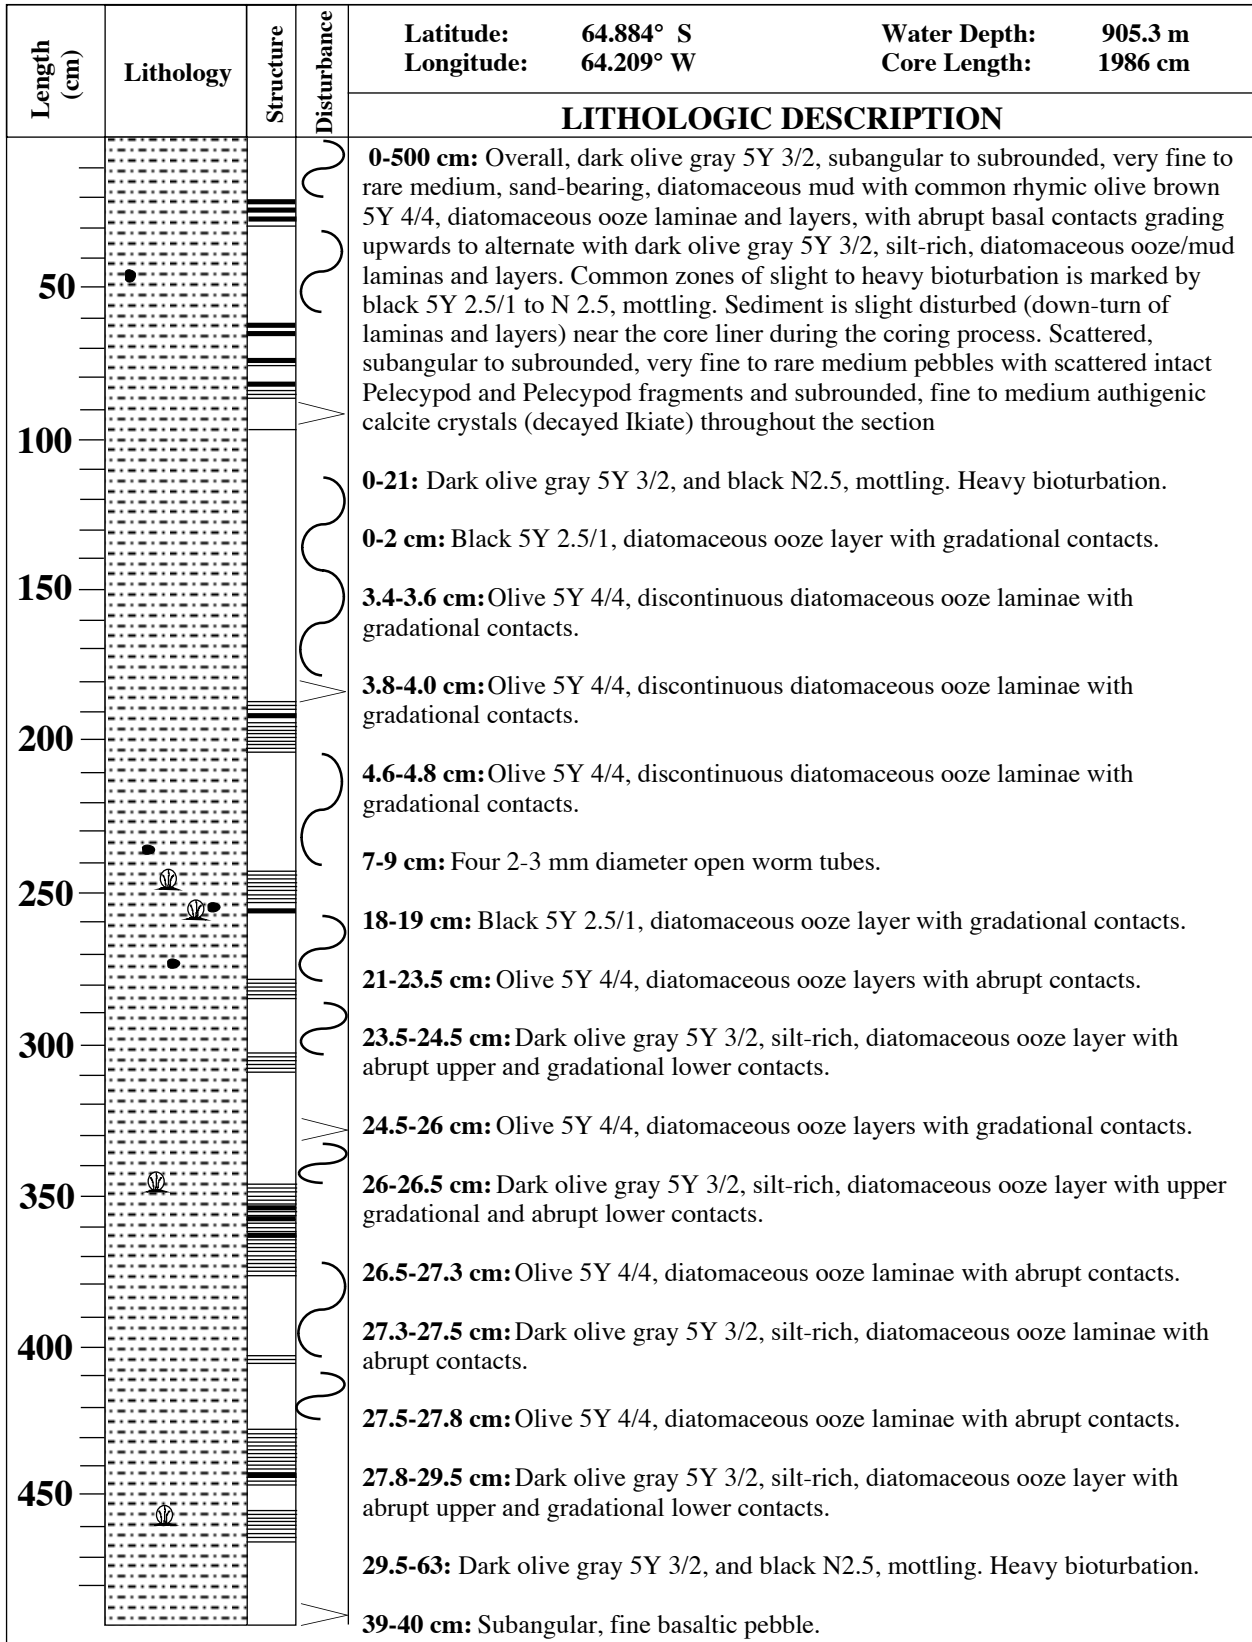 Length (cm)
Lithology
Structure
Disturbance
Latitude: 64.884° S Water Depth: 905.3 m
Longitude: 64.209° W Core Length: 1986 cm
LITHOLOGIC DESCRIPTION
50
100
150
200
250
300
350
400
450
0-500 cm: Overall, dark olive gray 5Y 3/2, subangular to subrounded, very fine to
rare medium, sand-bearing, diatomaceous mud with common rhymic olive brown
5Y 4/4, diatomaceous ooze laminae and layers, with abrupt basal contacts grading
upwards to alternate with dark olive gray 5Y 3/2, silt-rich, diatomaceous ooze/mud
laminas and layers. Common zones of slight to heavy bioturbation is marked by
black 5Y 2.5/1 to N 2.5, mottling. Sediment is slight disturbed (down-turn of
laminas and layers) near the core liner during the coring process. Scattered,
subangular to subrounded, very fine to rare medium pebbles with scattered intact
Pelecypod and Pelecypod fragments and subrounded, fine to medium authigenic
calcite crystals (decayed Ikiate) throughout the section
0-21: Dark olive gray 5Y 3/2, and black N2.5, mottling. Heavy bioturbation.
0-2 cm: Black 5Y 2.5/1, diatomaceous ooze layer with gradational contacts.
3.4-3.6 cm: Olive 5Y 4/4, discontinuous diatomaceous ooze laminae with
gradational contacts.
3.8-4.0 cm: Olive 5Y 4/4, discontinuous diatomaceous ooze laminae with
gradational contacts.
4.6-4.8 cm: Olive 5Y 4/4, discontinuous diatomaceous ooze laminae with
gradational contacts.
7-9 cm: Four 2-3 mm diameter open worm tubes.
18-19 cm: Black 5Y 2.5/1, diatomaceous ooze layer with gradational contacts.
21-23.5 cm: Olive 5Y 4/4, diatomaceous ooze layers with abrupt contacts.
23.5-24.5 cm: Dark olive gray 5Y 3/2, silt-rich, diatomaceous ooze layer with
abrupt upper and gradational lower contacts.
24.5-26 cm: Olive 5Y 4/4, diatomaceous ooze layers with gradational contacts.
26-26.5 cm: Dark olive gray 5Y 3/2, silt-rich, diatomaceous ooze layer with upper
gradational and abrupt lower contacts.
26.5-27.3 cm: Olive 5Y 4/4, diatomaceous ooze laminae with abrupt contacts.
27.3-27.5 cm: Dark olive gray 5Y 3/2, silt-rich, diatomaceous ooze laminae with
abrupt contacts.
27.5-27.8 cm: Olive 5Y 4/4, diatomaceous ooze laminae with abrupt contacts.
27.8-29.5 cm: Dark olive gray 5Y 3/2, silt-rich, diatomaceous ooze layer with
abrupt upper and gradational lower contacts.
29.5-63: Dark olive gray 5Y 3/2, and black N2.5, mottling. Heavy bioturbation.
39-40 cm: Subangular, fine basaltic pebble.